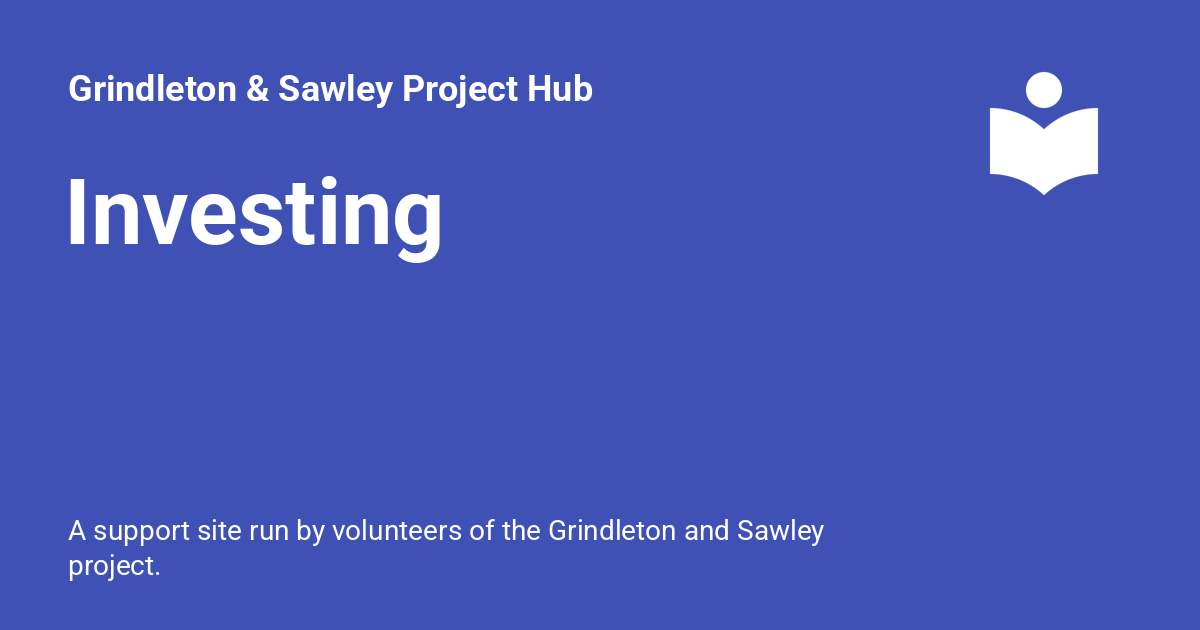 Grindleton & Sawley Project Hub
Investing
A support site run by volunteers of the Grindleton and Sawley
project.